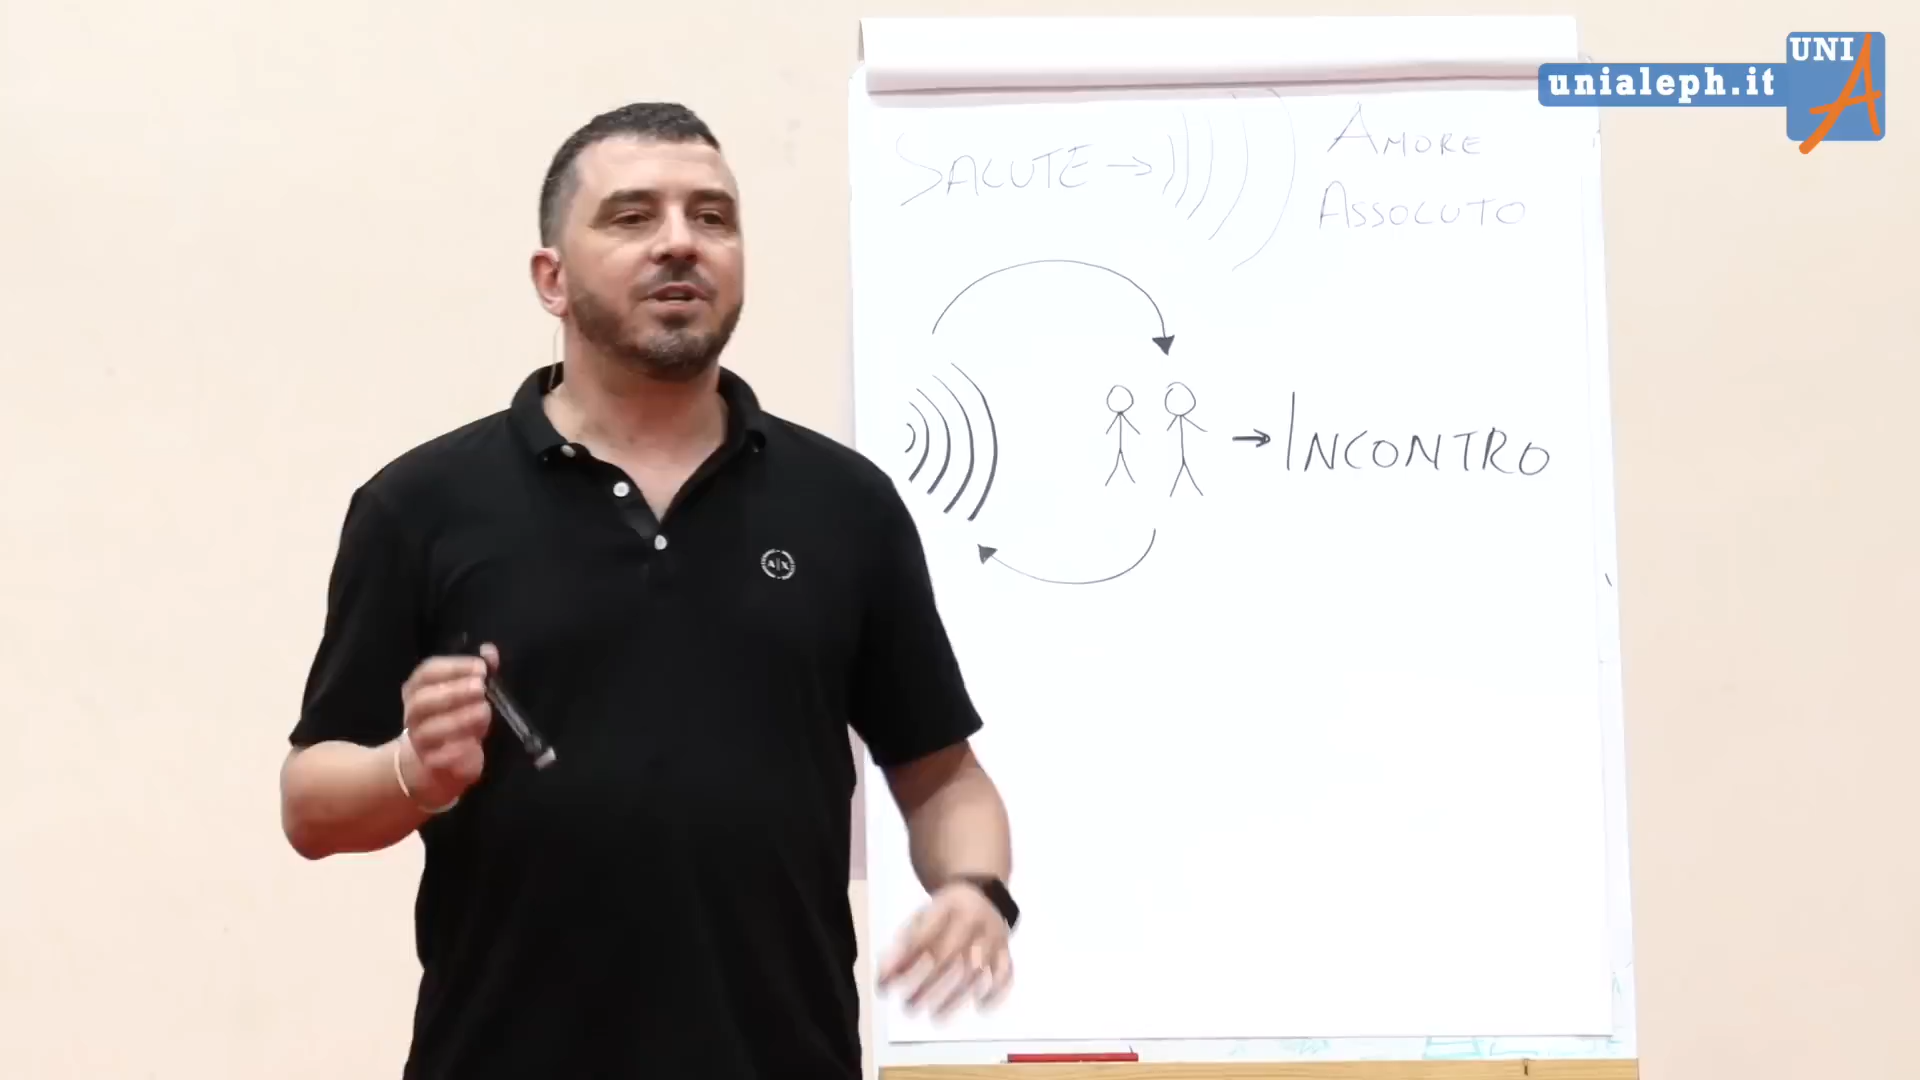 UNI
unialeph.it
SALUTE → AMORE
ASSOLUTO
→ INCONTRO
A|X